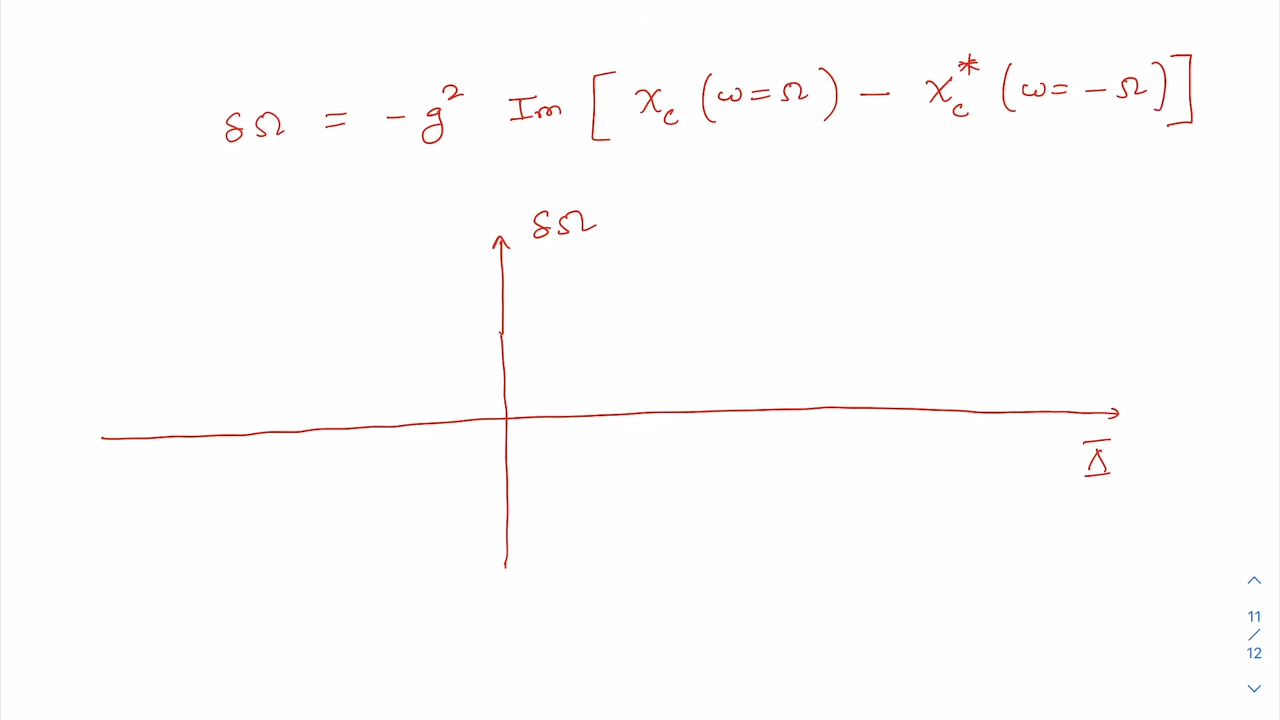 δΩ = - g² Im [ χ_c (ω = Ω) - χ_c^* (ω = - Ω) ]
δΩ
Δ̅
11
/
12